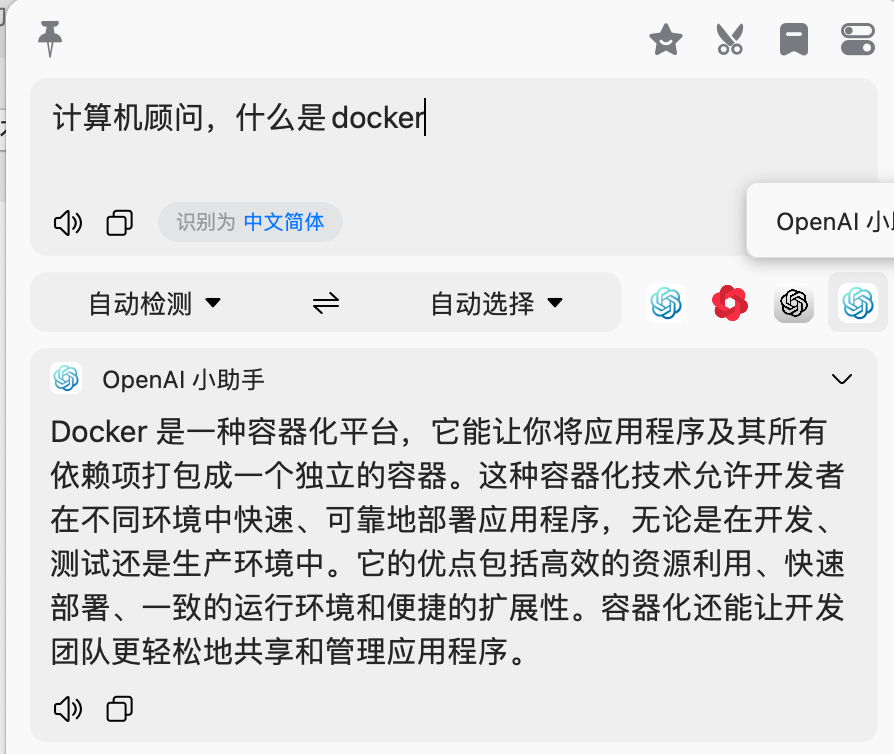 计算机顾问，什么是docker
识别为 中文简体
OpenAI 小
自动检测
自动选择
OpenAI 小助手
Docker 是一种容器化平台，它能让你将应用程序及其所有
依赖项打包成一个独立的容器。这种容器化技术允许开发者
在不同环境中快速、可靠地部署应用程序，无论是在开发、
测试还是生产环境中。它的优点包括高效的资源利用、快速
部署、一致的运行环境和便捷的扩展性。容器化还能让开发
团队更轻松地共享和管理应用程序。